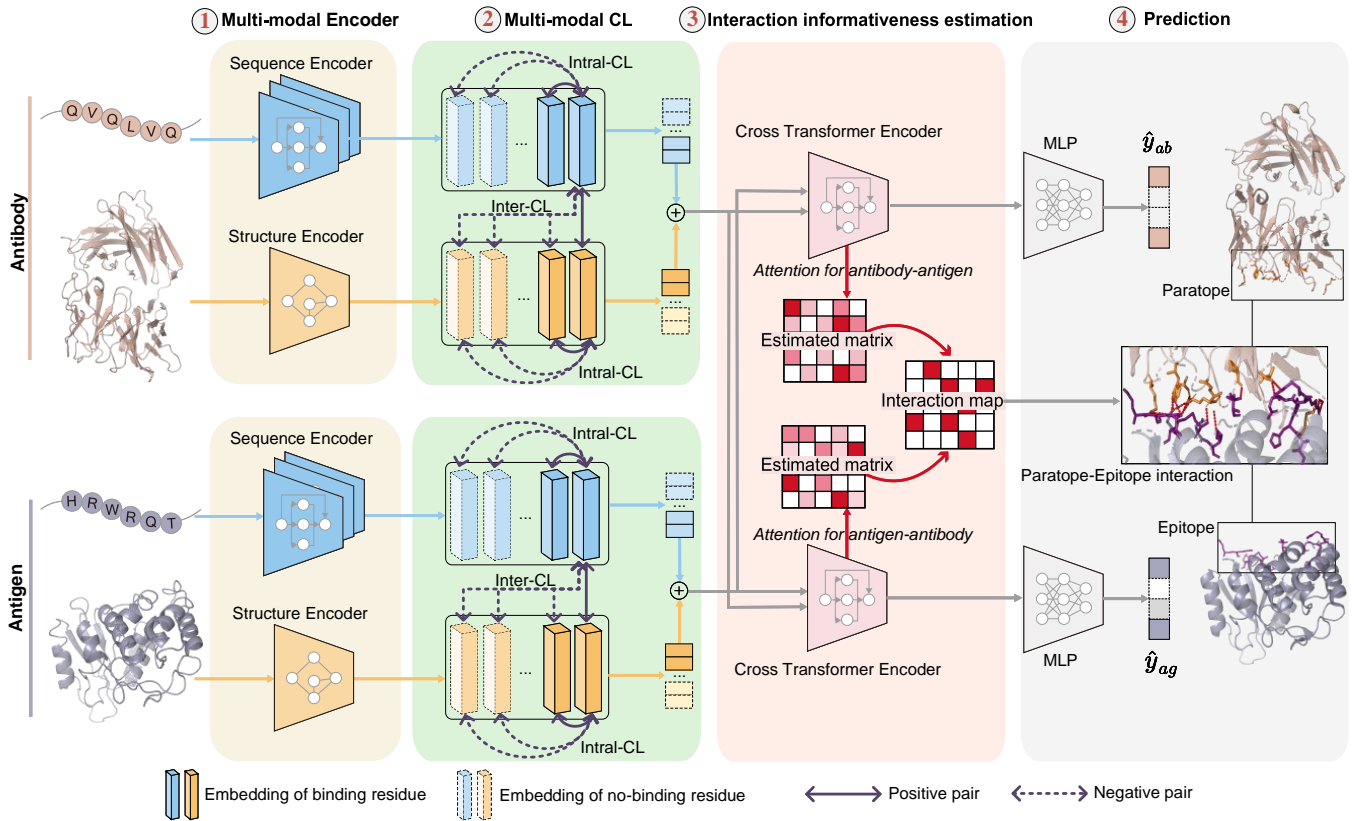 1 Multi-modal Encoder
2 Multi-modal CL
3 Interaction informativeness estimation
4 Prediction
Antibody
Q V Q L V Q
Sequence Encoder
Structure Encoder
Intral-CL
...
Inter-CL
...
Intral-CL
...
+
...
Cross Transformer Encoder
Attention for antibody-antigen
Estimated matrix
Interaction map
Estimated matrix
Attention for antigen-antibody
Cross Transformer Encoder
MLP
ŷab
Paratope
Paratope-Epitope interaction
Epitope
MLP
ŷag
Antigen
H R W R Q T
Sequence Encoder
Structure Encoder
Intral-CL
...
Inter-CL
...
Intral-CL
...
+
...
Embedding of binding residue
Embedding of no-binding residue
Positive pair
Negative pair